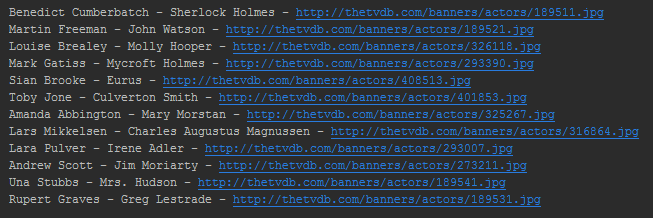 Benedict Cumberbatch - Sherlock Holmes - http://thetvdb.com/banners/actors/189511.jpg
Martin Freeman - John Watson - http://thetvdb.com/banners/actors/189521.jpg
Louise Brealey - Molly Hooper - http://thetvdb.com/banners/actors/326118.jpg
Mark Gatiss - Mycroft Holmes - http://thetvdb.com/banners/actors/293390.jpg
Sian Brooke - Eurus - http://thetvdb.com/banners/actors/408513.jpg
Toby Jone - Culverton Smith - http://thetvdb.com/banners/actors/401853.jpg
Amanda Abbington - Mary Morstan - http://thetvdb.com/banners/actors/325267.jpg
Lars Mikkelsen - Charles Augustus Magnussen - http://thetvdb.com/banners/actors/316864.jpg
Lara Pulver - Irene Adler - http://thetvdb.com/banners/actors/293007.jpg
Andrew Scott - Jim Moriarty - http://thetvdb.com/banners/actors/273211.jpg
Una Stubbs - Mrs. Hudson - http://thetvdb.com/banners/actors/189541.jpg
Rupert Graves - Greg Lestrade - http://thetvdb.com/banners/actors/189531.jpg